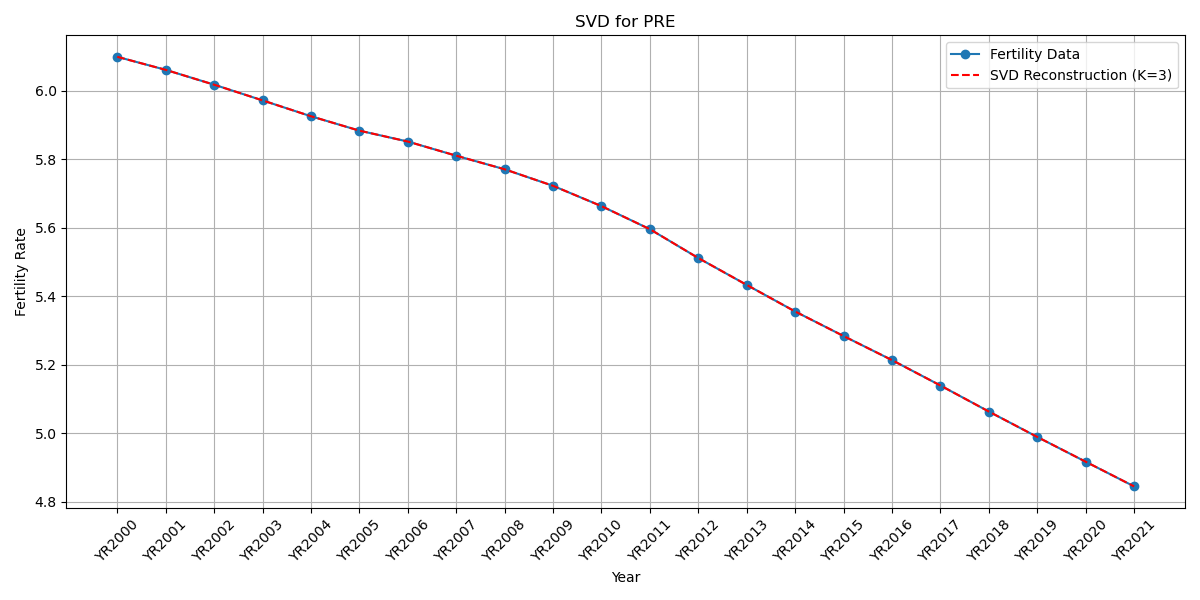 SVD for PRE
Fertility Data
SVD Reconstruction (K=3)
Fertility Rate
6.0
5.8
5.6
5.4
5.2
5.0
4.8
YR2000
YR2001
YR2002
YR2003
YR2004
YR2005
YR2006
YR2007
YR2008
YR2009
YR2010
YR2011
YR2012
YR2013
YR2014
YR2015
YR2016
YR2017
YR2018
YR2019
YR2020
YR2021
Year